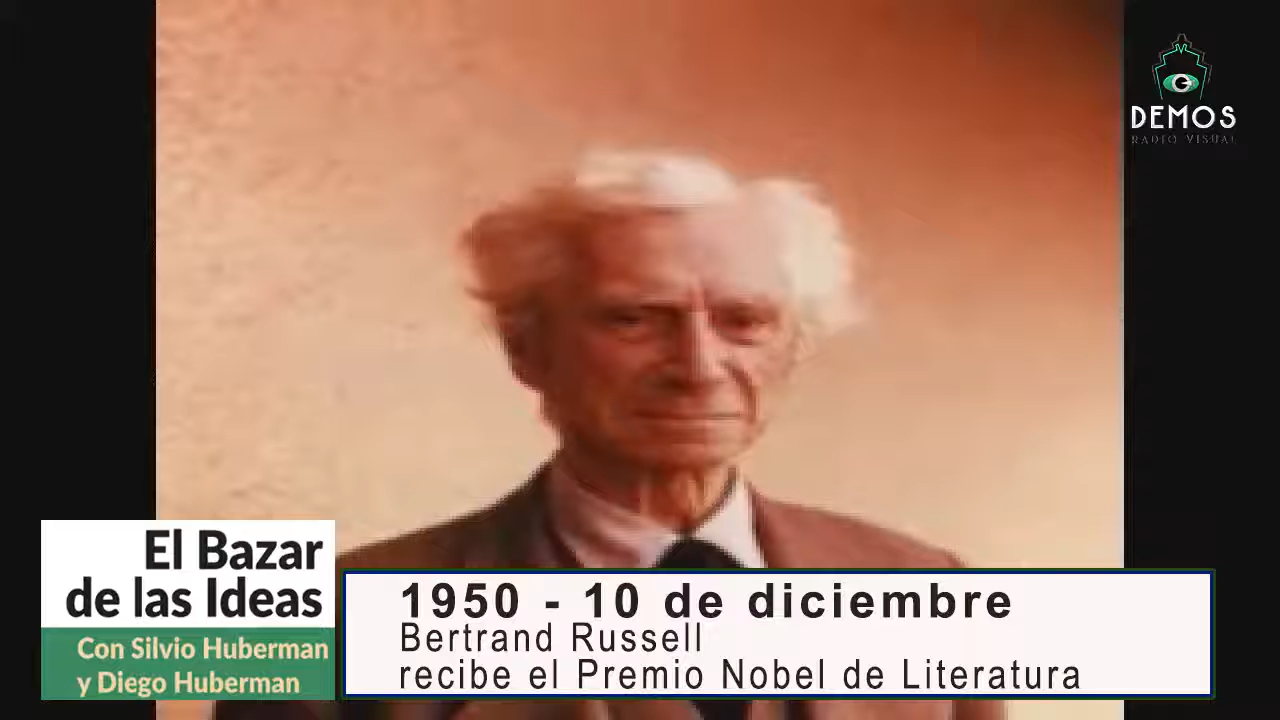 DEMOS
RADIO VISUAL
El Bazar
de las Ideas
Con Silvio Huberman
y Diego Huberman
1950 - 10 de diciembre
Bertrand Russell
recibe el Premio Nobel de Literatura